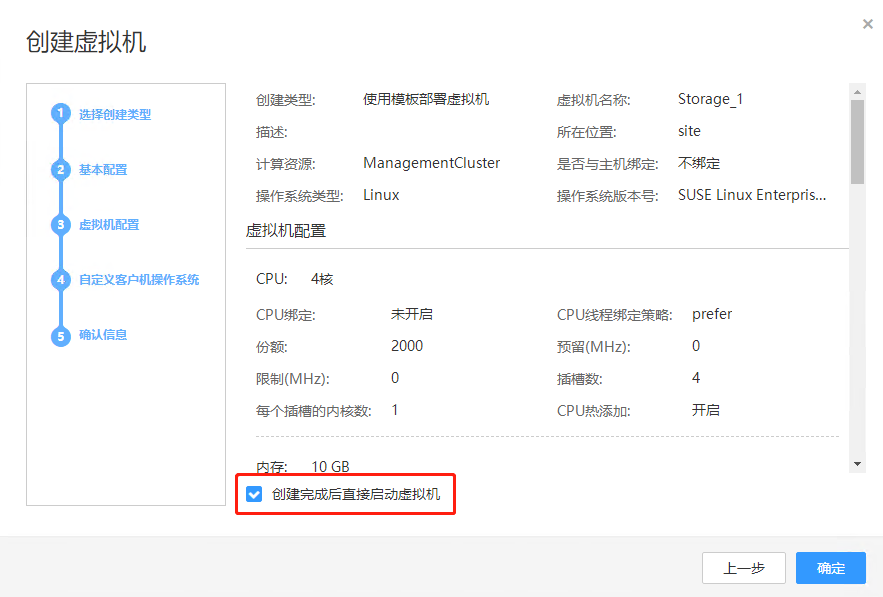 创建虚拟机
×
1 选择创建类型
2 基本配置
3 虚拟机配置
4 自定义客户机操作系统
5 确认信息
创建类型: 使用模板部署虚拟机 虚拟机名称: Storage_1
描述: 所在位置: site
计算资源: ManagementCluster 是否与主机绑定: 不绑定
操作系统类型: Linux 操作系统版本号: SUSE Linux Enterpris...
虚拟机配置
CPU: 4核
CPU绑定: 未开启 CPU线程绑定策略: prefer
份额: 2000 预留(MHz): 0
限制(MHz): 0 插槽数: 4
每个插槽的内核数: 1 CPU热添加: 开启
内存: 10 GB
创建完成后直接启动虚拟机
上一步 确定